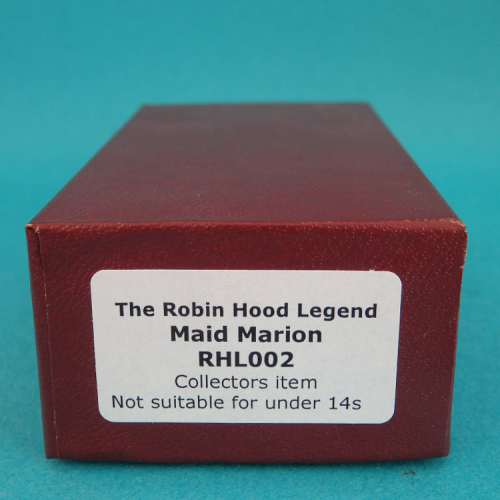 The Robin Hood Legend
Maid Marion
RHL002
Collectors item
Not suitable for under 14s